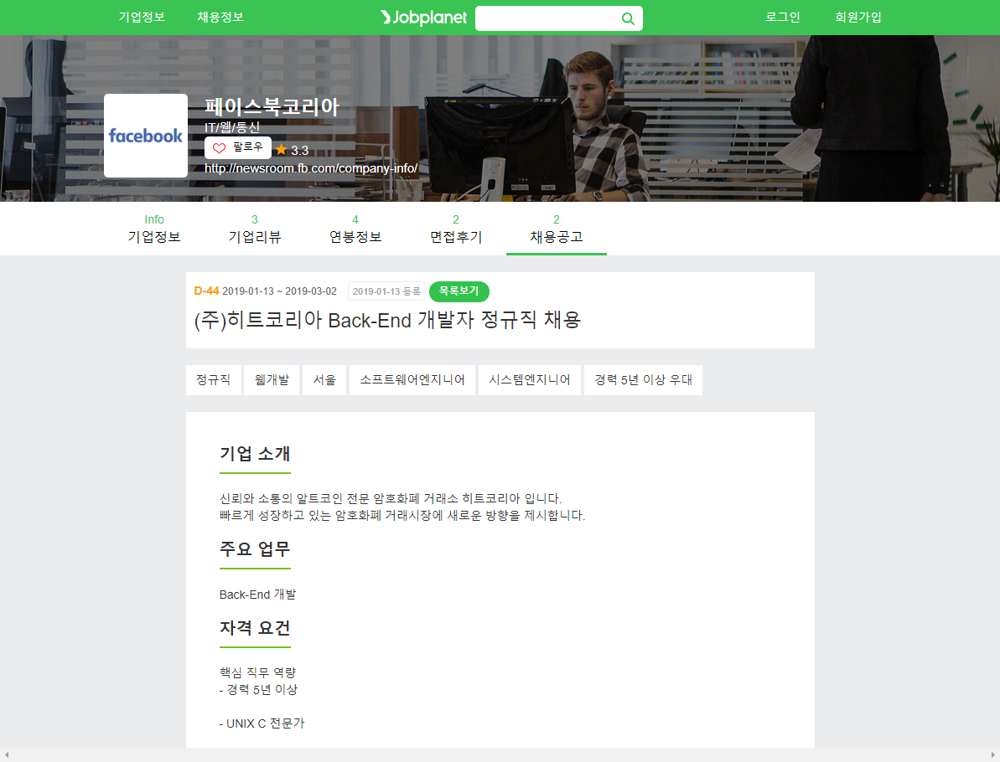 기업정보 채용정보 Jobplanet 로그인 회원가입
facebook
페이스북코리아
IT/웹/통신
팔로우 3.3
http://newsroom.fb.com/company-info/
Info 3 4 2 2
기업정보 기업리뷰 연봉정보 면접후기 채용공고
D-44 2019-01-13 ~ 2019-03-02 2019-01-13 등록 목록보기
(주)히트코리아 Back-End 개발자 정규직 채용
정규직 웹개발 서울 소프트웨어엔지니어 시스템엔지니어 경력 5년 이상 우대
기업 소개
신뢰와 소통의 알트코인 전문 암호화폐 거래소 히트코리아 입니다.
빠르게 성장하고 있는 암호화폐 거래시장에 새로운 방향을 제시합니다.
주요 업무
Back-End 개발
자격 요건
핵심 직무 역량
- 경력 5년 이상
- UNIX C 전문가